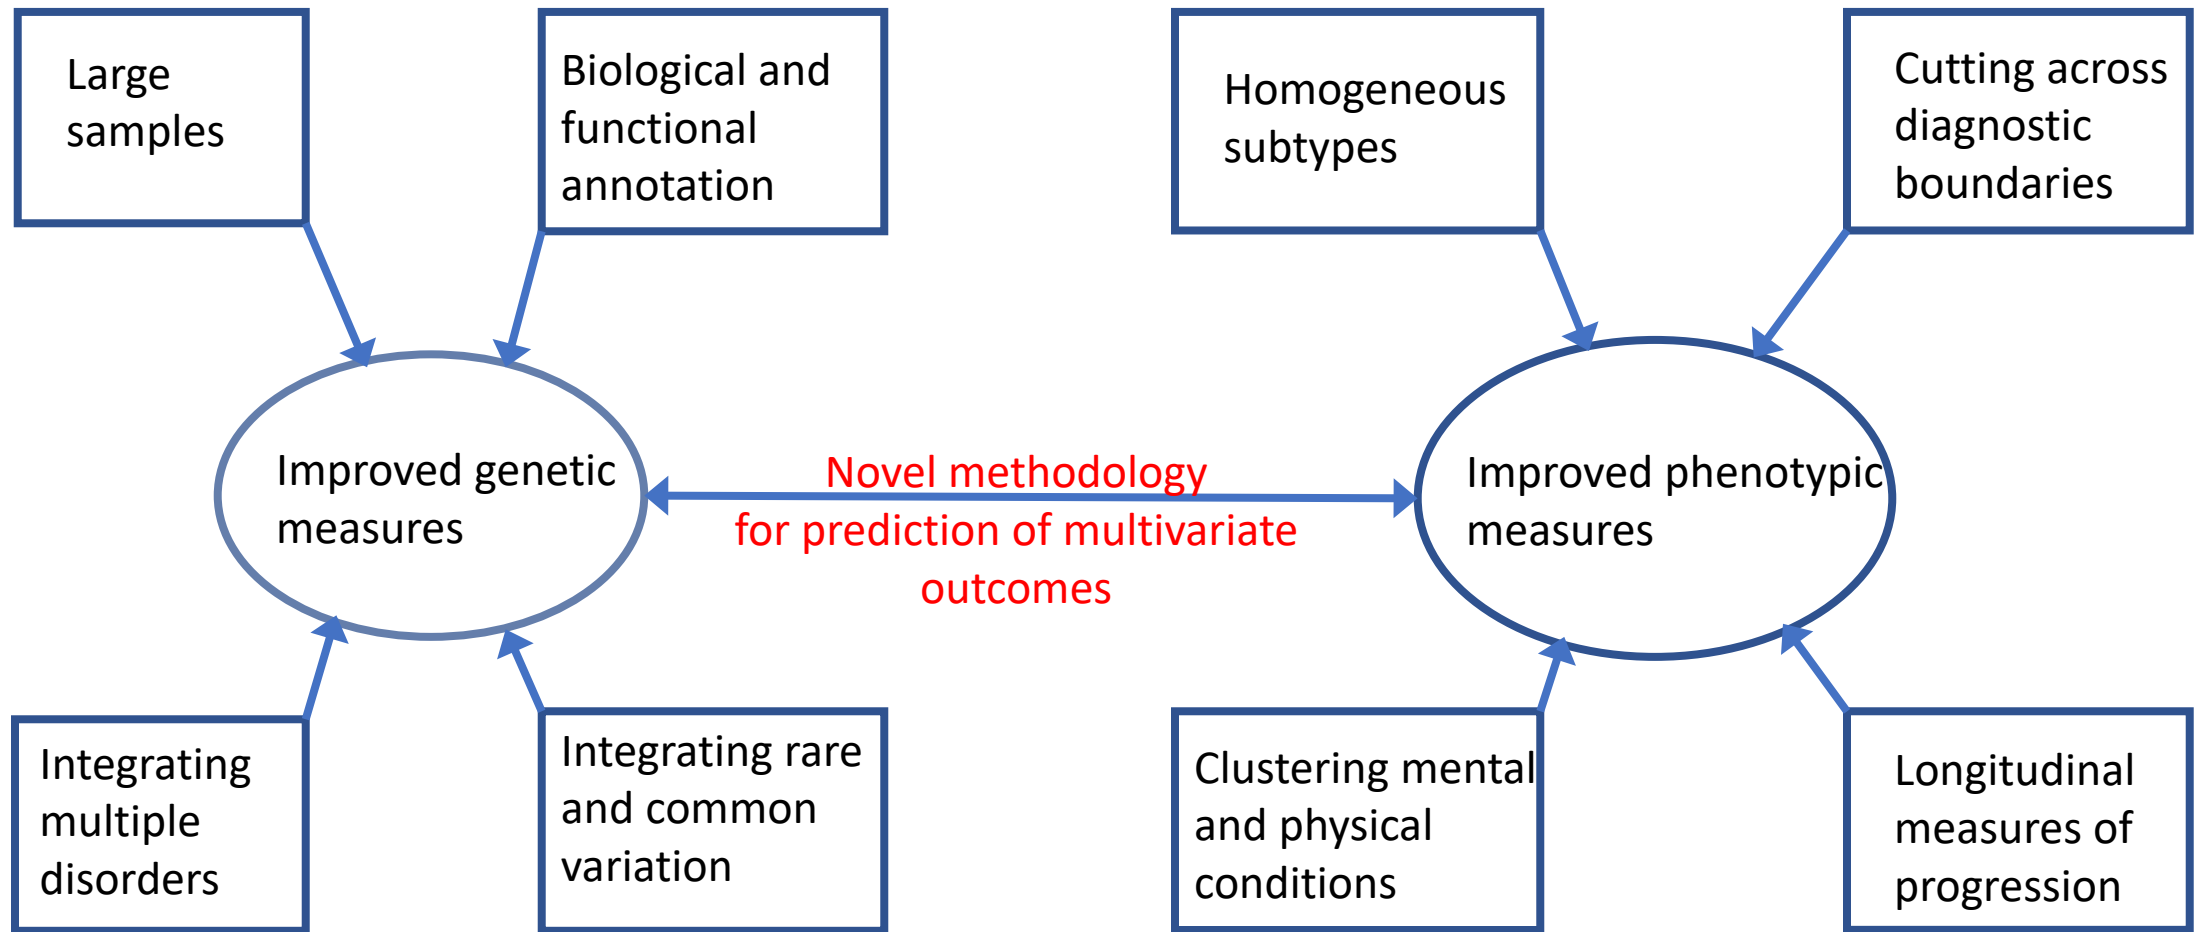 Large
samples
Biological and
functional
annotation
Homogeneous
subtypes
Cutting across
diagnostic
boundaries
Improved genetic
measures
Novel methodology
for prediction of multivariate
outcomes
Improved phenotypic
measures
Integrating
multiple
disorders
Integrating rare
and common
variation
Clustering mental
and physical
conditions
Longitudinal
measures of
progression